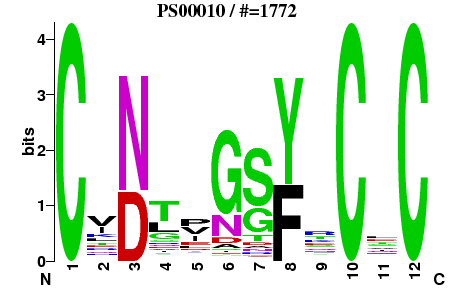 PS00010 / #=1772
bits
4
3
2
1
0
C
V
I
K
N
D
T
L
G
P
V
I
G
N
D
A
S
G
T
Y
F
C
C
1 2 3 4 5 6 7 8 9 10 11 12
N C